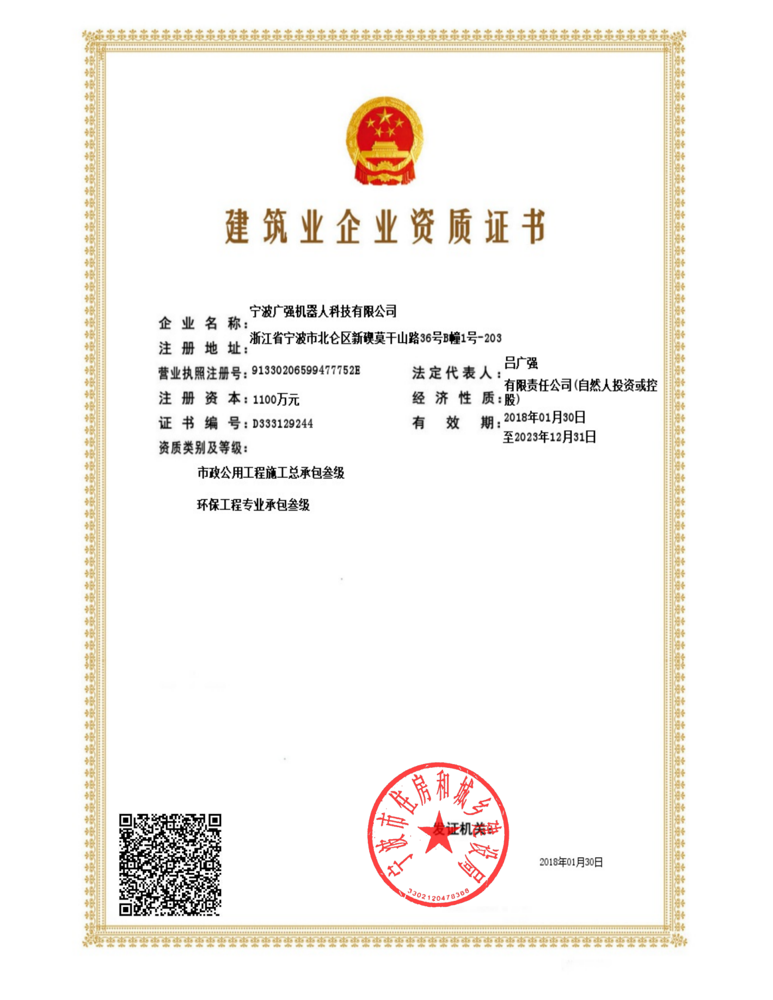 建筑业企业资质证书
企业名称：宁波广强机器人科技有限公司
注册地址：浙江省宁波市北仑区新碶莫干山路36号B幢1号-203
营业执照注册号：91330206599477752E
法定代表人：吕广强
注册资本：1100万元
经济性质：有限责任公司(自然人投资或控
股)
证书编号：D333129244
有效期：2018年01月30日
至2023年12月31日
资质类别及等级：
市政公用工程施工总承包叁级
环保工程专业承包叁级
宁波市住房和城乡建设局
发证机关：
2018年01月30日
3302120478368